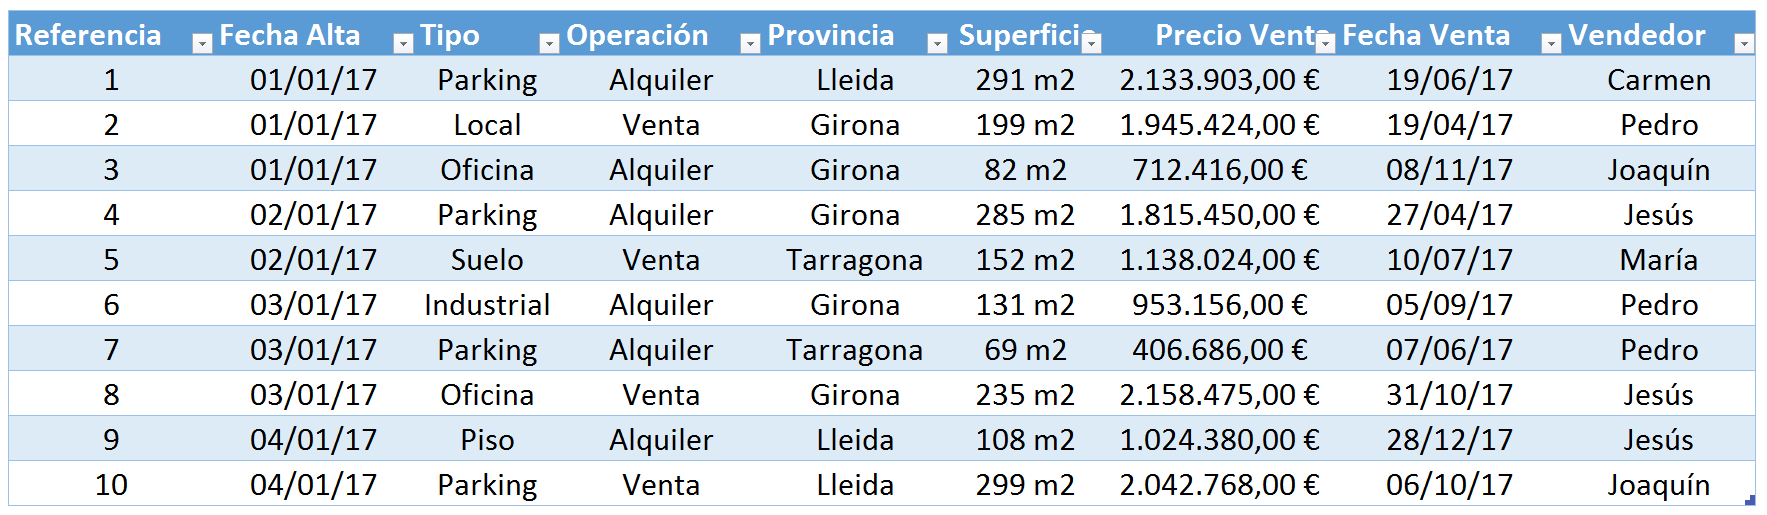 Referencia Fecha Alta Tipo Operación Provincia Superficie Precio Venta Fecha Venta Vendedor
1 01/01/17 Parking Alquiler Lleida 291 m2 2.133.903,00 € 19/06/17 Carmen
2 01/01/17 Local Venta Girona 199 m2 1.945.424,00 € 19/04/17 Pedro
3 01/01/17 Oficina Alquiler Girona 82 m2 712.416,00 € 08/11/17 Joaquín
4 02/01/17 Parking Alquiler Girona 285 m2 1.815.450,00 € 27/04/17 Jesús
5 02/01/17 Suelo Venta Tarragona 152 m2 1.138.024,00 € 10/07/17 María
6 03/01/17 Industrial Alquiler Girona 131 m2 953.156,00 € 05/09/17 Pedro
7 03/01/17 Parking Alquiler Tarragona 69 m2 406.686,00 € 07/06/17 Pedro
8 03/01/17 Oficina Venta Girona 235 m2 2.158.475,00 € 31/10/17 Jesús
9 04/01/17 Piso Alquiler Lleida 108 m2 1.024.380,00 € 28/12/17 Jesús
10 04/01/17 Parking Venta Lleida 299 m2 2.042.768,00 € 06/10/17 Joaquín